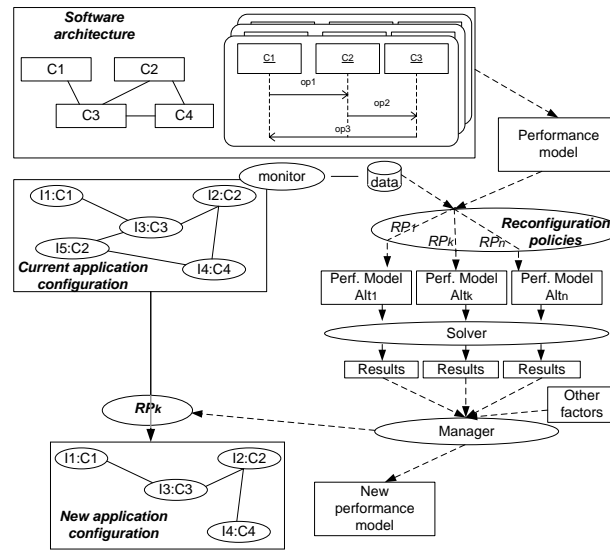 Software
architecture
C1
C2
C3
C4
C1
C2
C3
op1
op2
op3
Performance
model
monitor
data
I1:C1
I2:C2
I3:C3
I5:C2
I4:C4
Current application
configuration
RP1
RPk
RPn
Reconfiguration
policies
Perf. Model
Alt1
Perf. Model
Altk
Perf. Model
Altn
Solver
Results
Results
Results
Other
factors
RPk
Manager
I1:C1
I2:C2
I3:C3
I4:C4
New application
configuration
New
performance
model